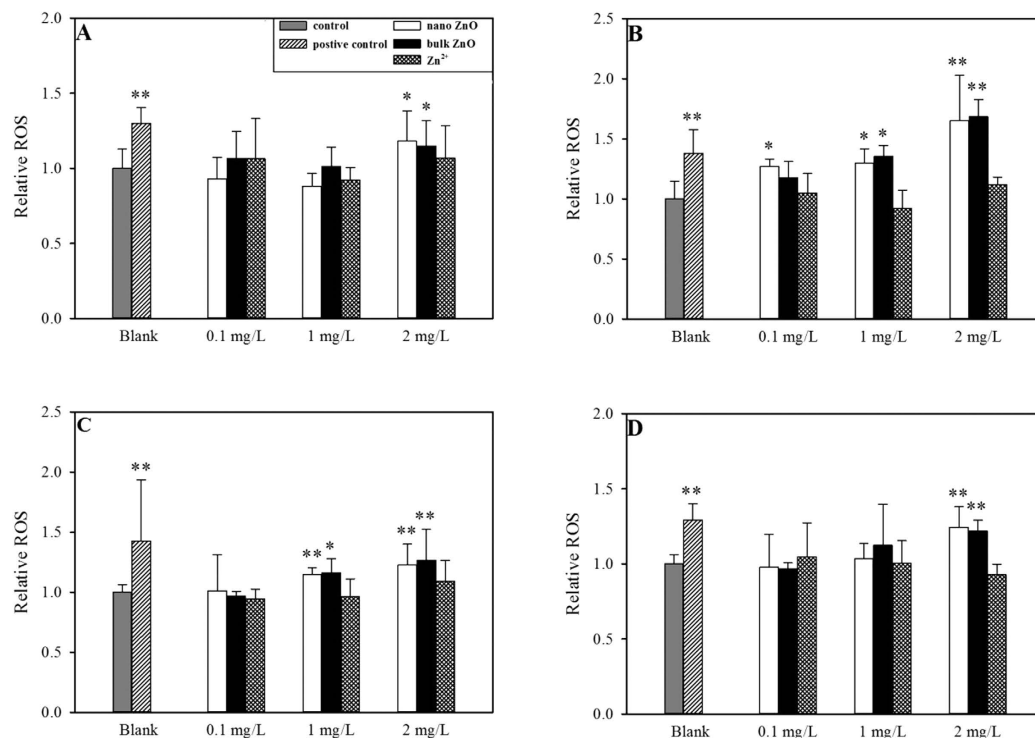 A
control
postive control
nano ZnO
bulk ZnO
Zn2+
2.0
1.5
1.0
0.5
0.0
Relative ROS
**
*
*
Blank
0.1 mg/L
1 mg/L
2 mg/L
B
2.5
2.0
1.5
1.0
0.5
0.0
Relative ROS
**
*
*
*
**
**
Blank
0.1 mg/L
1 mg/L
2 mg/L
C
2.5
2.0
1.5
1.0
0.5
0.0
Relative ROS
**
**
*
**
**
Blank
0.1 mg/L
1 mg/L
2 mg/L
D
2.0
1.5
1.0
0.5
0.0
Relative ROS
**
**
**
Blank
0.1 mg/L
1 mg/L
2 mg/L